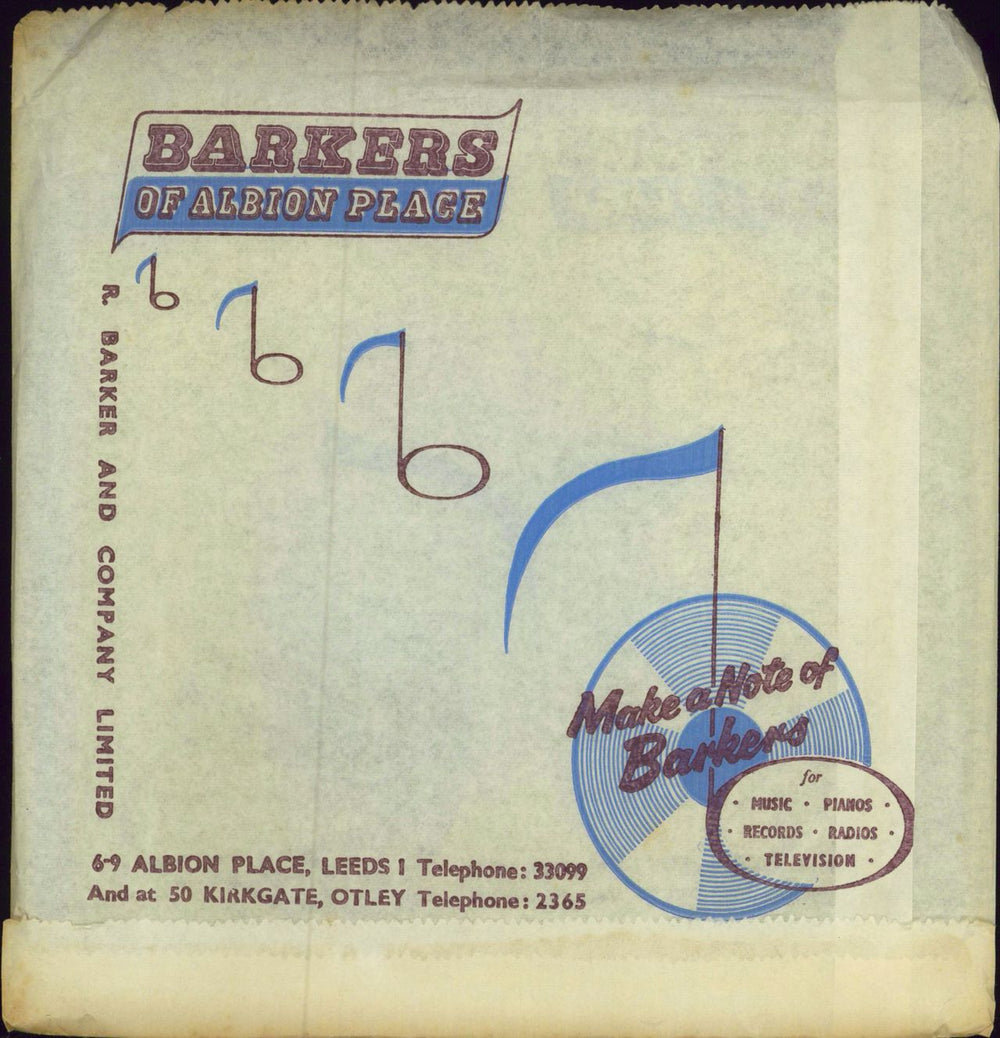 BARKERS
OF ALBION PLACE
R. BARKER AND COMPANY LIMITED
Make a Note of
Barkers
for
· MUSIC · PIANOS ·
· RECORDS · RADIOS ·
· TELEVISION ·
6-9 ALBION PLACE, LEEDS 1 Telephone: 33099
And at 50 KIRKGATE, OTLEY Telephone: 2365